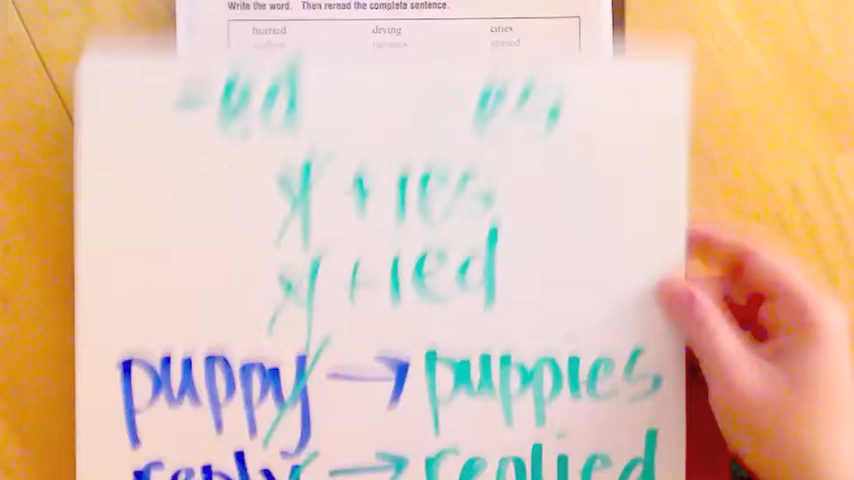 Write the word. Then reread the complete sentence.
hurried drying cities
-ed -es
y + ies
y + ied
puppy → puppies
reply → replied